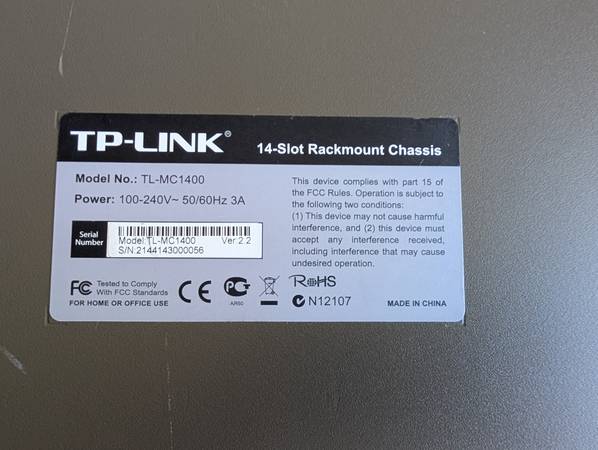 TP-LINK®
14-Slot Rackmount Chassis
Model No.: TL-MC1400
Power: 100-240V~ 50/60Hz 3A
Serial
Number
Model:TL-MC1400 Ver 2.2
S/N:2144143000056
This device complies with part 15 of
the FCC Rules. Operation is subject to
the following two conditions:
(1) This device may not cause harmful
interference, and (2) this device must
accept any interference received,
including interference that may cause
undesired operation.
FC Tested to Comply
With FCC Standards
FOR HOME OR OFFICE USE
CE
AR50
RoHS
N12107
MADE IN CHINA